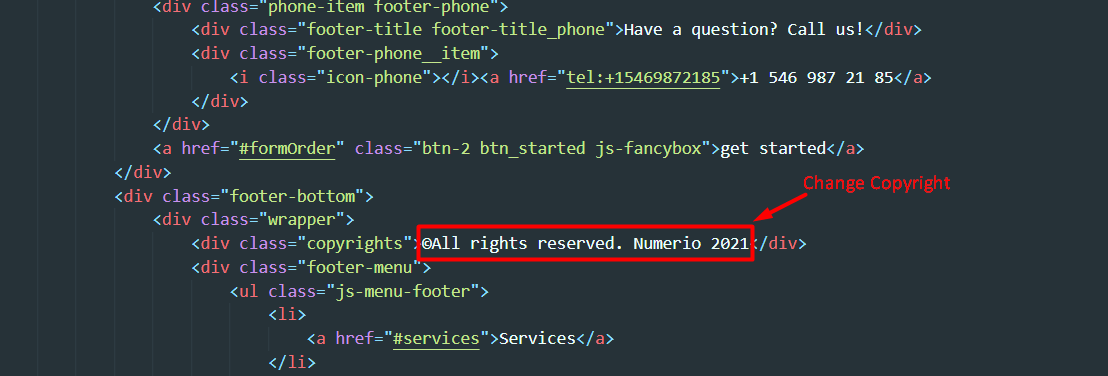 <div class="phone-item footer-phone">
<div class="footer-title footer-title_phone">Have a question? Call us!</div>
<div class="footer-phone__item">
<i class="icon-phone"></i><a href="tel:+15469872185">+1 546 987 21 85</a>
</div>
</div>
<a href="#formOrder" class="btn-2 btn_started js-fancybox">get started</a>
</div>
Change Copyright
<div class="footer-bottom">
<div class="wrapper">
<div class="copyrights">©All rights reserved. Numerio 2021</div>
<div class="footer-menu">
<ul class="js-menu-footer">
<li>
<a href="#services">Services</a>
</li>